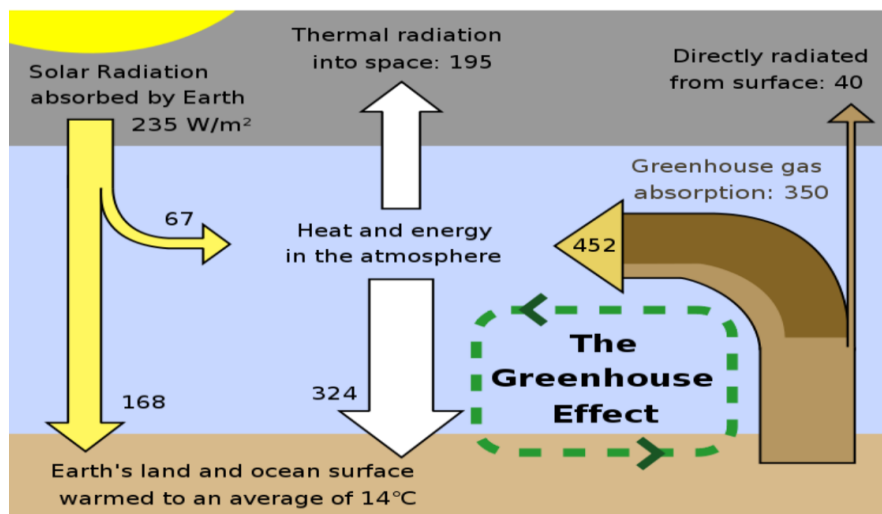 Solar Radiation
absorbed by Earth
235 W/m²
Thermal radiation
into space: 195
Directly radiated
from surface: 40
Greenhouse gas
absorption: 350
67
Heat and energy
in the atmosphere
452
The
Greenhouse
Effect
168
324
Earth's land and ocean surface
warmed to an average of 14°C